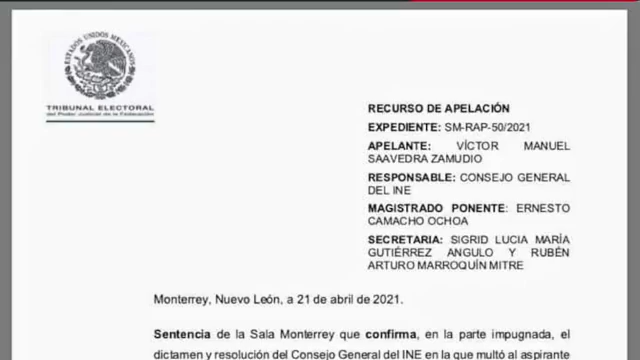 ESTADOS UNIDOS MEXICANOS
TRIBUNAL ELECTORAL
del Poder Judicial de la Federación
RECURSO DE APELACIÓN
EXPEDIENTE: SM-RAP-50/2021
APELANTE: VÍCTOR MANUEL
SAAVEDRA ZAMUDIO
RESPONSABLE: CONSEJO GENERAL
DEL INE
MAGISTRADO PONENTE: ERNESTO
CAMACHO OCHOA
SECRETARIA: SIGRID LUCIA MARÍA
GUTIÉRREZ ANGULO Y RUBÉN
ARTURO MARROQUÍN MITRE
Monterrey, Nuevo León, a 21 de abril de 2021.
Sentencia de la Sala Monterrey que confirma, en la parte impugnada, el
dictamen y resolución del Consejo General del INE en la que multó al aspirante